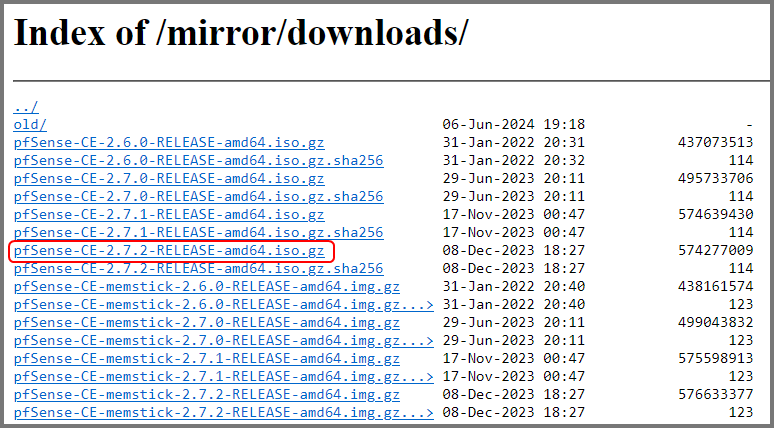 Index of /mirror/downloads/
../
old/ 06-Jun-2024 19:18 -
pfSense-CE-2.6.0-RELEASE-amd64.iso.gz 31-Jan-2022 20:31 437073513
pfSense-CE-2.6.0-RELEASE-amd64.iso.gz.sha256 31-Jan-2022 20:32 114
pfSense-CE-2.7.0-RELEASE-amd64.iso.gz 29-Jun-2023 20:11 495733706
pfSense-CE-2.7.0-RELEASE-amd64.iso.gz.sha256 29-Jun-2023 20:11 114
pfSense-CE-2.7.1-RELEASE-amd64.iso.gz 17-Nov-2023 00:47 574639430
pfSense-CE-2.7.1-RELEASE-amd64.iso.gz.sha256 17-Nov-2023 00:47 114
pfSense-CE-2.7.2-RELEASE-amd64.iso.gz 08-Dec-2023 18:27 574277009
pfSense-CE-2.7.2-RELEASE-amd64.iso.gz.sha256 08-Dec-2023 18:27 114
pfSense-CE-memstick-2.6.0-RELEASE-amd64.img.gz 31-Jan-2022 20:40 438161574
pfSense-CE-memstick-2.6.0-RELEASE-amd64.img.gz...> 31-Jan-2022 20:40 123
pfSense-CE-memstick-2.7.0-RELEASE-amd64.img.gz 29-Jun-2023 20:11 499043832
pfSense-CE-memstick-2.7.0-RELEASE-amd64.img.gz...> 29-Jun-2023 20:11 123
pfSense-CE-memstick-2.7.1-RELEASE-amd64.img.gz 17-Nov-2023 00:47 575598913
pfSense-CE-memstick-2.7.1-RELEASE-amd64.img.gz...> 17-Nov-2023 00:47 123
pfSense-CE-memstick-2.7.2-RELEASE-amd64.img.gz 08-Dec-2023 18:27 576633377
pfSense-CE-memstick-2.7.2-RELEASE-amd64.img.gz...> 08-Dec-2023 18:27 123